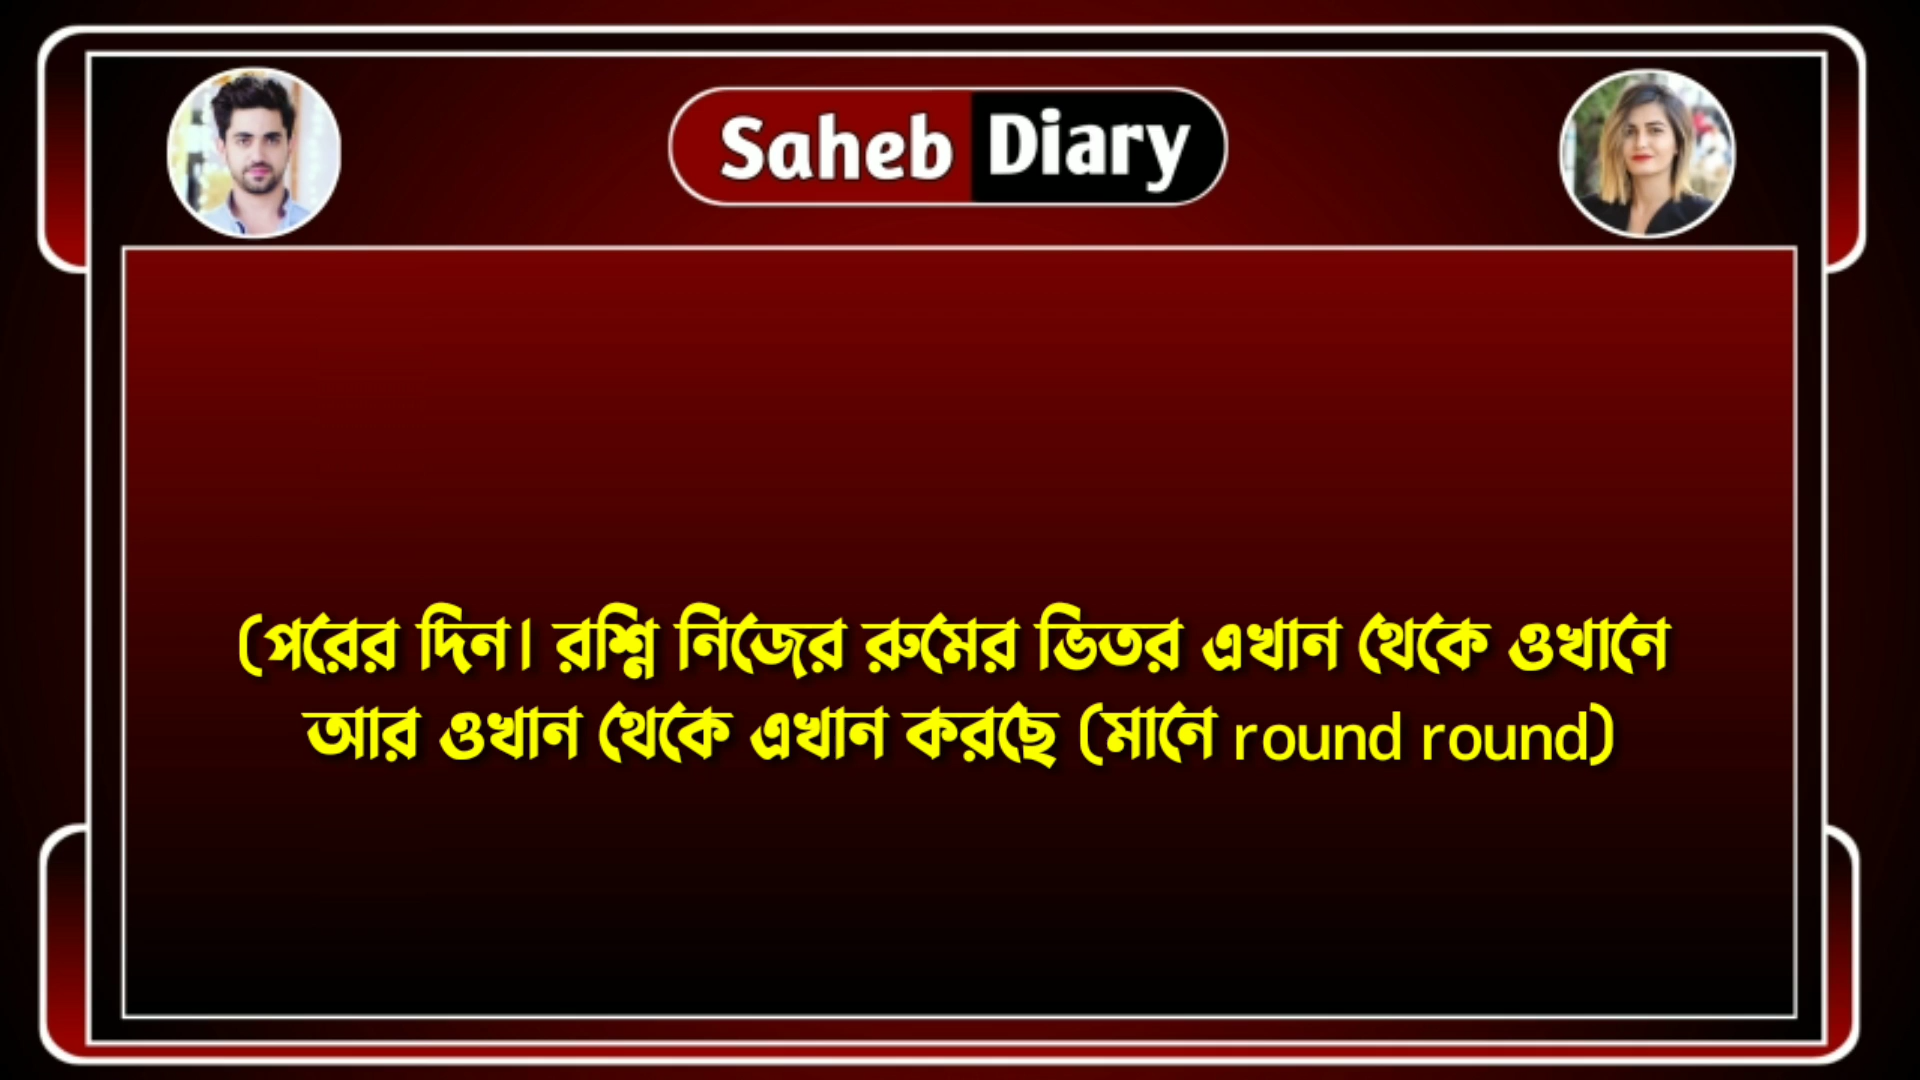 Saheb Diary
(পরের দিন। রশ্নি নিজের রুমের ভিতর এখান থেকে ওখানে
আর ওখান থেকে এখান করছে (মানে round round)